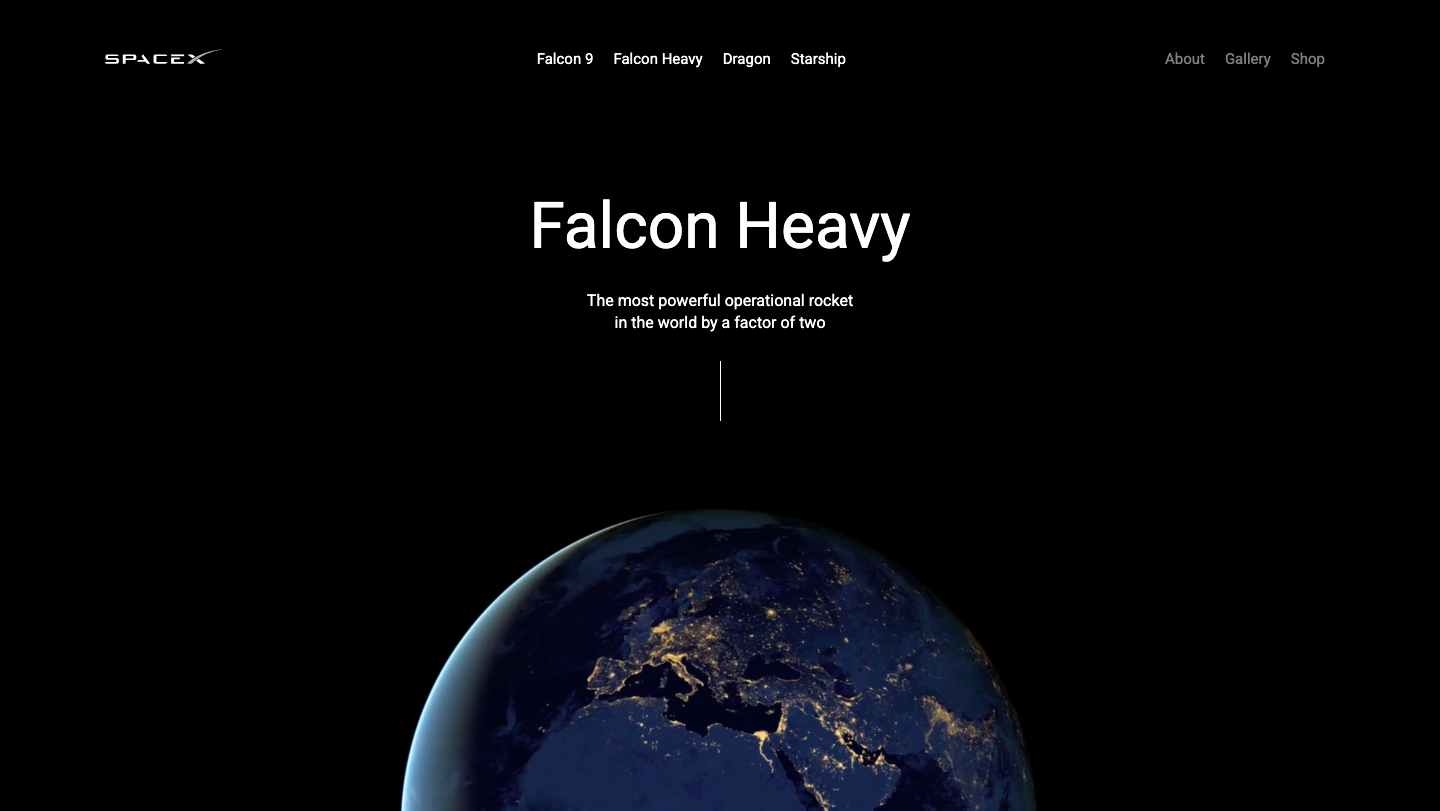 SPACEX
Falcon 9 Falcon Heavy Dragon Starship
About Gallery Shop
Falcon Heavy
The most powerful operational rocket
in the world by a factor of two